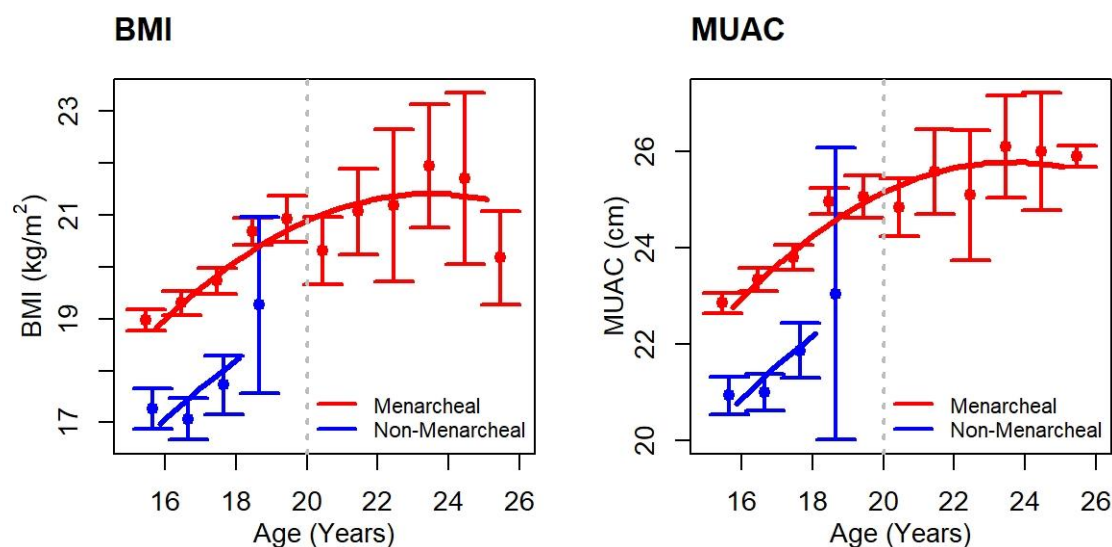 BMI
BMI (kg/m²)
23
21
19
17
Menarcheal
Non-Menarcheal
16 18 20 22 24 26
Age (Years)
MUAC
MUAC (cm)
26
24
22
20
Menarcheal
Non-Menarcheal
16 18 20 22 24 26
Age (Years)